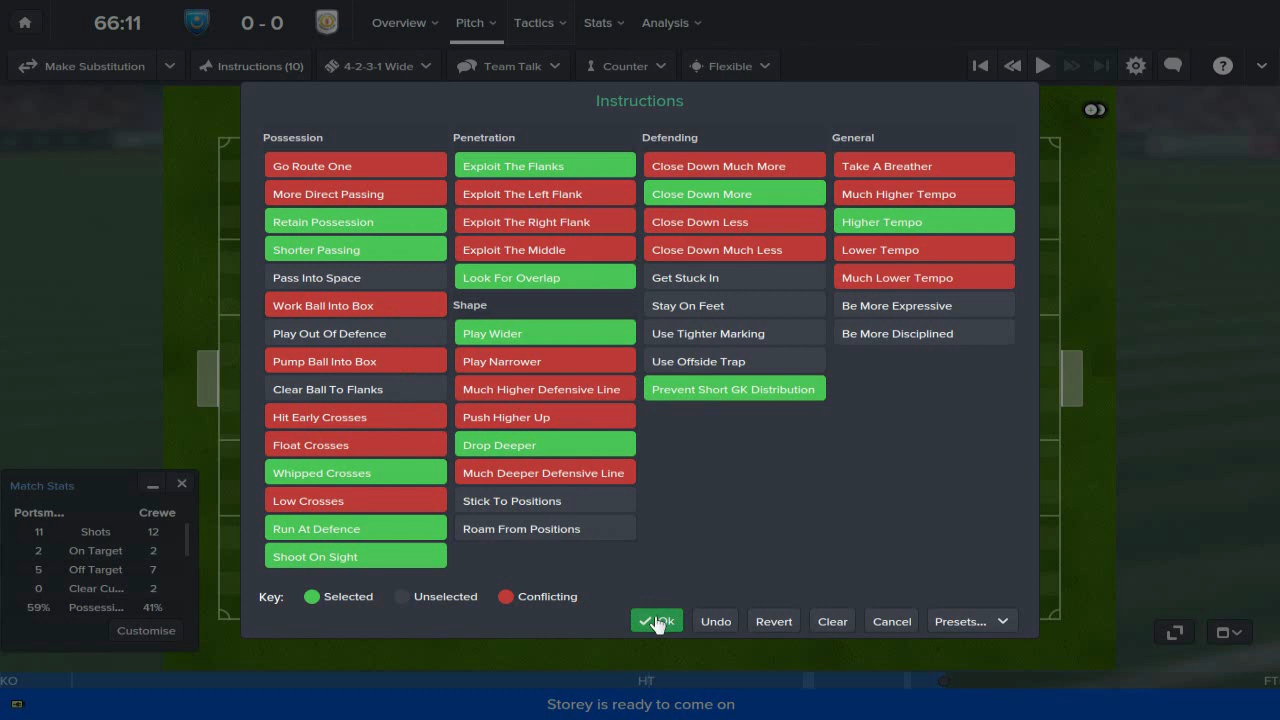 66:11 0 - 0 Overview Pitch Tactics Stats Analysis
Make Substitution Instructions (10) 4-2-3-1 Wide Team Talk Counter Flexible ?
Instructions
Possession Penetration Defending General
Go Route One Exploit The Flanks Close Down Much More Take A Breather
More Direct Passing Exploit The Left Flank Close Down More Much Higher Tempo
Retain Possession Exploit The Right Flank Close Down Less Higher Tempo
Shorter Passing Exploit The Middle Close Down Much Less Lower Tempo
Pass Into Space Look For Overlap Get Stuck In Much Lower Tempo
Work Ball Into Box Shape Stay On Feet Be More Expressive
Play Out Of Defence Play Wider Use Tighter Marking Be More Disciplined
Pump Ball Into Box Play Narrower Use Offside Trap
Clear Ball To Flanks Much Higher Defensive Line Prevent Short GK Distribution
Hit Early Crosses Push Higher Up
Float Crosses Drop Deeper
Whipped Crosses Much Deeper Defensive Line
Low Crosses Stick To Positions
Run At Defence Roam From Positions
Shoot On Sight
Key: Selected Unselected Conflicting
Ok Undo Revert Clear Cancel Presets...
Match Stats
Portsm... Crewe
11 Shots 12
2 On Target 2
5 Off Target 7
0 Clear Cu... 2
59% Possessi... 41%
Customise
KO HT FT
Storey is ready to come on